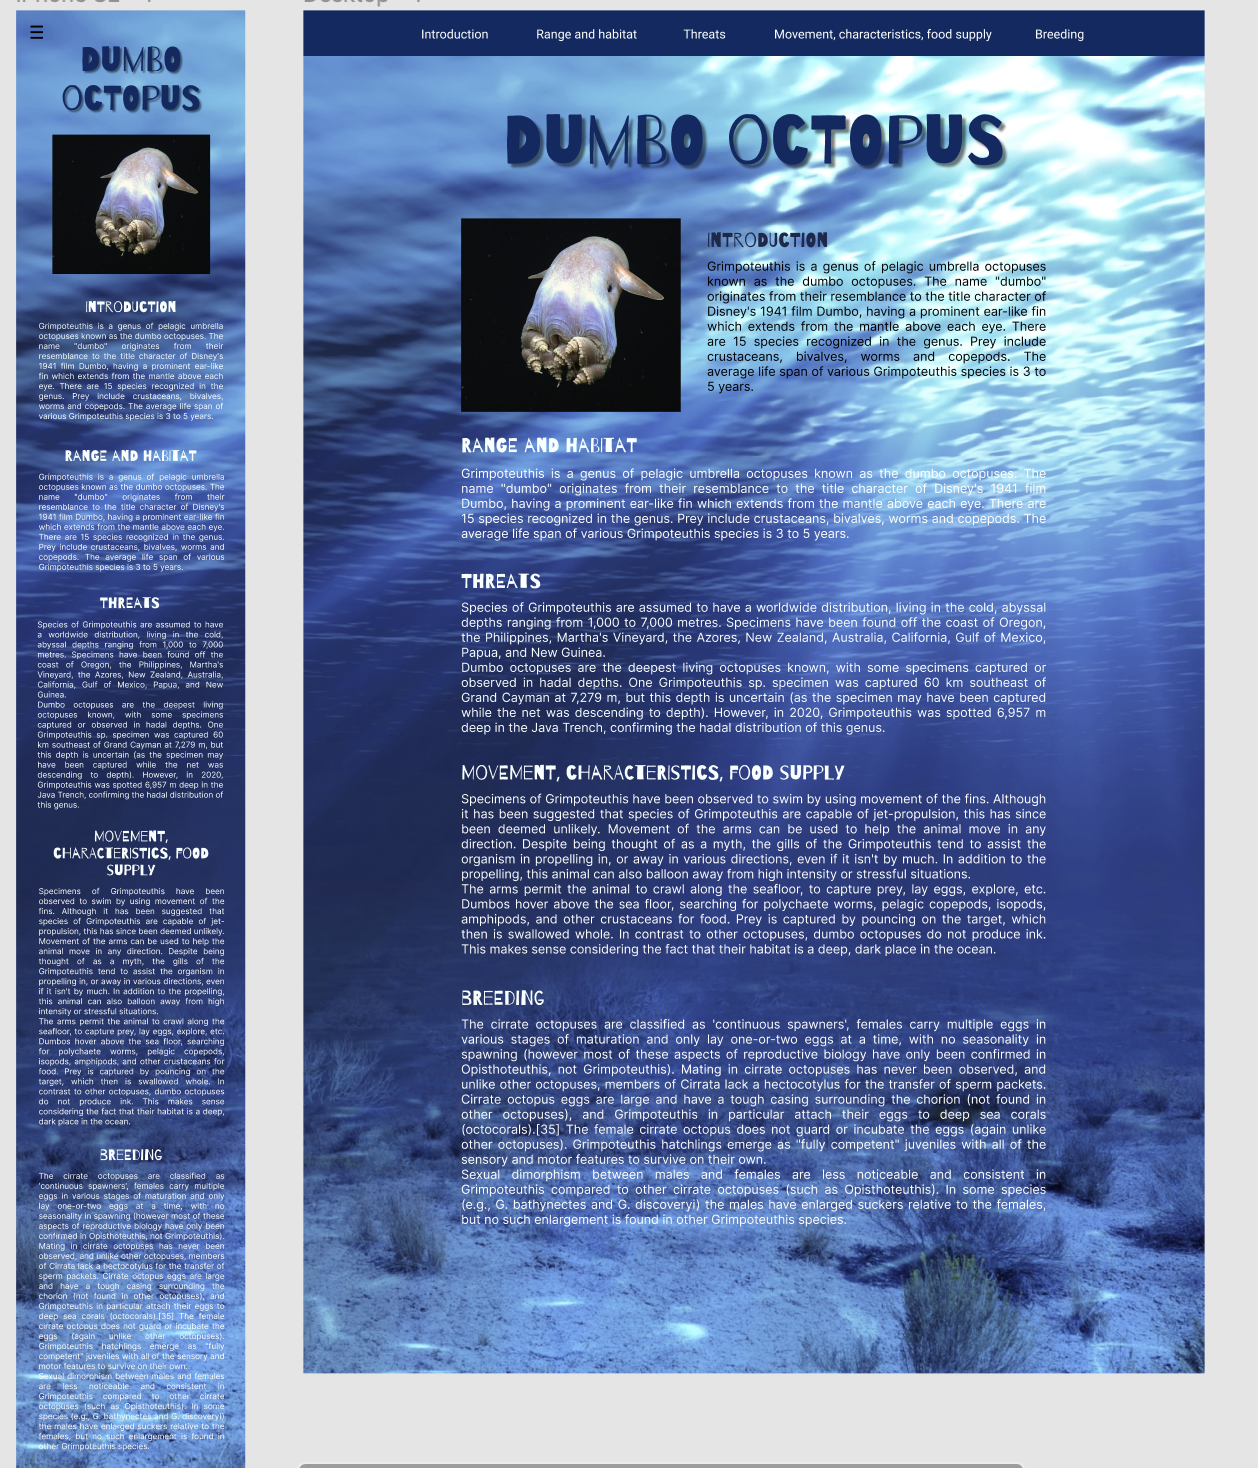 iPhone SE - 1
DUMBO
OCTOPUS
INTRODUCTION
Grimpoteuthis is a genus of pelagic umbrella
octopuses known as the dumbo octopuses. The
name "dumbo" originates from their
resemblance to the title character of Disney's
1941 film Dumbo, having a prominent ear-like
fin which extends from the mantle above each
eye. There are 15 species recognized in the
genus. Prey include crustaceans, bivalves,
worms and copepods. The average life span of
various Grimpoteuthis species is 3 to 5 years.
RANGE AND HABITAT
Grimpoteuthis is a genus of pelagic umbrella
octopuses known as the dumbo octopuses. The
name "dumbo" originates from their
resemblance to the title character of Disney's
1941 film Dumbo, having a prominent ear-like fin
which extends from the mantle above each eye.
There are 15 species recognized in the genus.
Prey include crustaceans, bivalves, worms and
copepods. The average life span of various
Grimpoteuthis species is 3 to 5 years.
THREATS
Species of Grimpoteuthis are assumed to have
a worldwide distribution, living in the cold,
abyssal depths ranging from 1,000 to 7,000
metres. Specimens have been found off the
coast of Oregon, the Philippines, Martha's
Vineyard, the Azores, New Zealand, Australia,
California, Gulf of Mexico, Papua, and New
Guinea.
Dumbo octopuses are the deepest living
octopuses known, with some specimens
captured or observed in hadal depths. One
Grimpoteuthis sp. specimen was captured 60
km southeast of Grand Cayman at 7,279 m, but
this depth is uncertain (as the specimen may
have been captured while the net was
descending to depth). However, in 2020,
Grimpoteuthis was spotted 6,957 m deep in the
Java Trench, confirming the hadal distribution of
this genus.
MOVEMENT,
CHARACTERISTICS, FOOD
SUPPLY
Specimens of Grimpoteuthis have been
observed to swim by using movement of the
fins. Although it has been suggested that
species of Grimpoteuthis are capable of jet-
propulsion, this has since been deemed unlikely.
Movement of the arms can be used to help the
animal move in any direction. Despite being
thought of as a myth, the gills of the
Grimpoteuthis tend to assist the organism in
propelling in, or away in various directions, even
if it isn't by much. In addition to the propelling,
this animal can also balloon away from high
intensity or stressful situations.
The arms permit the animal to crawl along the
seafloor, to capture prey, lay eggs, explore, etc.
Dumbos hover above the sea floor, searching
for polychaete worms, pelagic copepods,
isopods, amphipods, and other crustaceans for
food. Prey is captured by pouncing on the
target, which then is swallowed whole. In
contrast to other octopuses, dumbo octopuses
do not produce ink. This makes sense
considering the fact that their habitat is a deep,
dark place in the ocean.
BREEDING
The cirrate octopuses are classified as
'continuous spawners', females carry multiple
eggs in various stages of maturation and only
lay one-or-two eggs at a time, with no
seasonality in spawning (however most of these
aspects of reproductive biology have only been
confirmed in Opisthoteuthis, not Grimpoteuthis).
Mating in cirrate octopuses has never been
observed, and unlike other octopuses, members
of Cirrata lack a hectocotylus for the transfer of
sperm packets. Cirrate octopus eggs are large
and have a tough casing surrounding the
chorion (not found in other octopuses), and
Grimpoteuthis in particular attach their eggs to
deep sea corals (octocorals).[35] The female
cirrate octopus does not guard or incubate the
eggs (again unlike other octopuses).
Grimpoteuthis hatchlings emerge as "fully
competent" juveniles with all of the sensory and
motor features to survive on their own.
Sexual dimorphism between males and females
are less noticeable and consistent in
Grimpoteuthis compared to other cirrate
octopuses (such as Opisthoteuthis). In some
species (e.g., G. bathynectes and G. discoveryi)
the males have enlarged suckers relative to the
females, but no such enlargement is found in
other Grimpoteuthis species.
Desktop - 1
Introduction Range and habitat Threats Movement, characteristics, food supply Breeding
DUMBO OCTOPUS
INTRODUCTION
Grimpoteuthis is a genus of pelagic umbrella octopuses
known as the dumbo octopuses. The name "dumbo"
originates from their resemblance to the title character of
Disney's 1941 film Dumbo, having a prominent ear-like fin
which extends from the mantle above each eye. There
are 15 species recognized in the genus. Prey include
crustaceans, bivalves, worms and copepods. The
average life span of various Grimpoteuthis species is 3 to
5 years.
RANGE AND HABITAT
Grimpoteuthis is a genus of pelagic umbrella octopuses known as the dumbo octopuses. The
name "dumbo" originates from their resemblance to the title character of Disney's 1941 film
Dumbo, having a prominent ear-like fin which extends from the mantle above each eye. There are
15 species recognized in the genus. Prey include crustaceans, bivalves, worms and copepods. The
average life span of various Grimpoteuthis species is 3 to 5 years.
THREATS
Species of Grimpoteuthis are assumed to have a worldwide distribution, living in the cold, abyssal
depths ranging from 1,000 to 7,000 metres. Specimens have been found off the coast of Oregon,
the Philippines, Martha's Vineyard, the Azores, New Zealand, Australia, California, Gulf of Mexico,
Papua, and New Guinea.
Dumbo octopuses are the deepest living octopuses known, with some specimens captured or
observed in hadal depths. One Grimpoteuthis sp. specimen was captured 60 km southeast of
Grand Cayman at 7,279 m, but this depth is uncertain (as the specimen may have been captured
while the net was descending to depth). However, in 2020, Grimpoteuthis was spotted 6,957 m
deep in the Java Trench, confirming the hadal distribution of this genus.
MOVEMENT, CHARACTERISTICS, FOOD SUPPLY
Specimens of Grimpoteuthis have been observed to swim by using movement of the fins. Although
it has been suggested that species of Grimpoteuthis are capable of jet-propulsion, this has since
been deemed unlikely. Movement of the arms can be used to help the animal move in any
direction. Despite being thought of as a myth, the gills of the Grimpoteuthis tend to assist the
organism in propelling in, or away in various directions, even if it isn't by much. In addition to the
propelling, this animal can also balloon away from high intensity or stressful situations.
The arms permit the animal to crawl along the seafloor, to capture prey, lay eggs, explore, etc.
Dumbos hover above the sea floor, searching for polychaete worms, pelagic copepods, isopods,
amphipods, and other crustaceans for food. Prey is captured by pouncing on the target, which
then is swallowed whole. In contrast to other octopuses, dumbo octopuses do not produce ink.
This makes sense considering the fact that their habitat is a deep, dark place in the ocean.
BREEDING
The cirrate octopuses are classified as 'continuous spawners', females carry multiple eggs in
various stages of maturation and only lay one-or-two eggs at a time, with no seasonality in
spawning (however most of these aspects of reproductive biology have only been confirmed in
Opisthoteuthis, not Grimpoteuthis). Mating in cirrate octopuses has never been observed, and
unlike other octopuses, members of Cirrata lack a hectocotylus for the transfer of sperm packets.
Cirrate octopus eggs are large and have a tough casing surrounding the chorion (not found in
other octopuses), and Grimpoteuthis in particular attach their eggs to deep sea corals
(octocorals).[35] The female cirrate octopus does not guard or incubate the eggs (again unlike
other octopuses). Grimpoteuthis hatchlings emerge as "fully competent" juveniles with all of the
sensory and motor features to survive on their own.
Sexual dimorphism between males and females are less noticeable and consistent in
Grimpoteuthis compared to other cirrate octopuses (such as Opisthoteuthis). In some species
(e.g., G. bathynectes and G. discoveryi) the males have enlarged suckers relative to the females,
but no such enlargement is found in other Grimpoteuthis species.